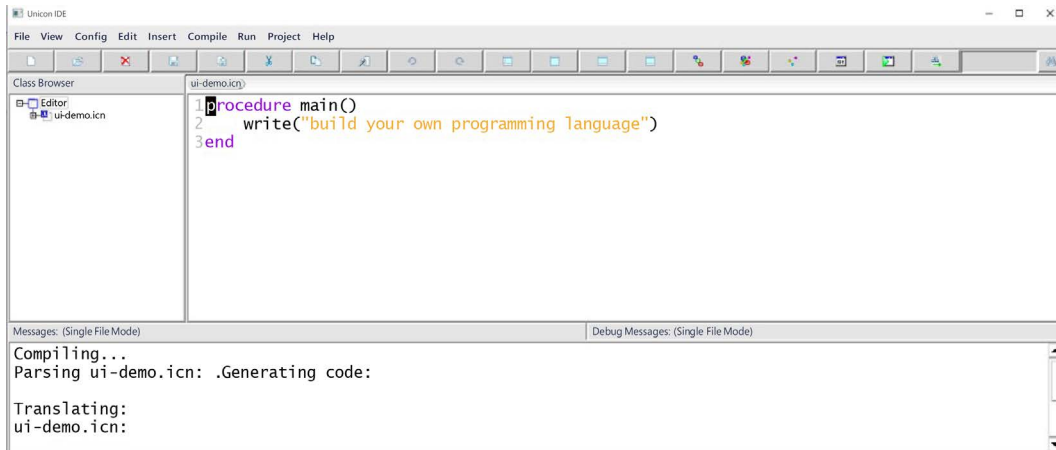 Unicon IDE
File View Config Edit Insert Compile Run Project Help
Class Browser
ui-demo.icn
Editor
ui-demo.icn
1procedure main()
2    write("build your own programming language")
3end
Messages: (Single File Mode)
Debug Messages: (Single File Mode)
Compiling...
Parsing ui-demo.icn: .Generating code:
Translating:
ui-demo.icn: